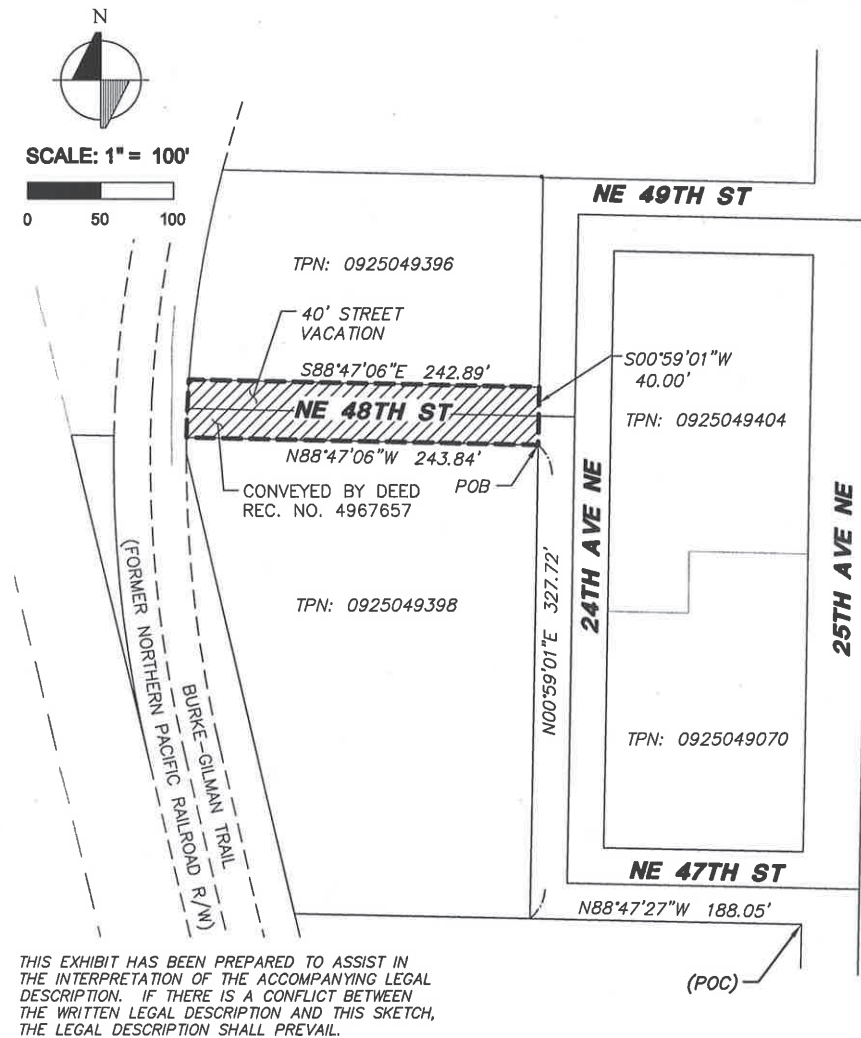 N
SCALE: 1" = 100'
0 50 100
NE 49TH ST
TPN: 0925049396
40' STREET
VACATION
S00°59'01"W
40.00'
S88°47'06"E 242.89'
NE 48TH ST
TPN: 0925049404
N88°47'06"W 243.84'
POB
CONVEYED BY DEED
REC. NO. 4967657
24TH AVE NE
25TH AVE NE
N00°59'01"E 327.72'
TPN: 0925049398
(FORMER NORTHERN PACIFIC RAILROAD R/W)
BURKE-GILMAN TRAIL
TPN: 0925049070
NE 47TH ST
N88°47'27"W 188.05'
(POC)
THIS EXHIBIT HAS BEEN PREPARED TO ASSIST IN
THE INTERPRETATION OF THE ACCOMPANYING LEGAL
DESCRIPTION. IF THERE IS A CONFLICT BETWEEN
THE WRITTEN LEGAL DESCRIPTION AND THIS SKETCH,
THE LEGAL DESCRIPTION SHALL PREVAIL.